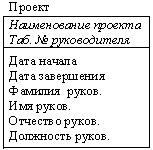 Проект
Наименование проекта
Таб. № руководителя
Дата начала
Дата завершения
Фамилия руков.
Имя руков.
Отчество руков.
Должность руков.